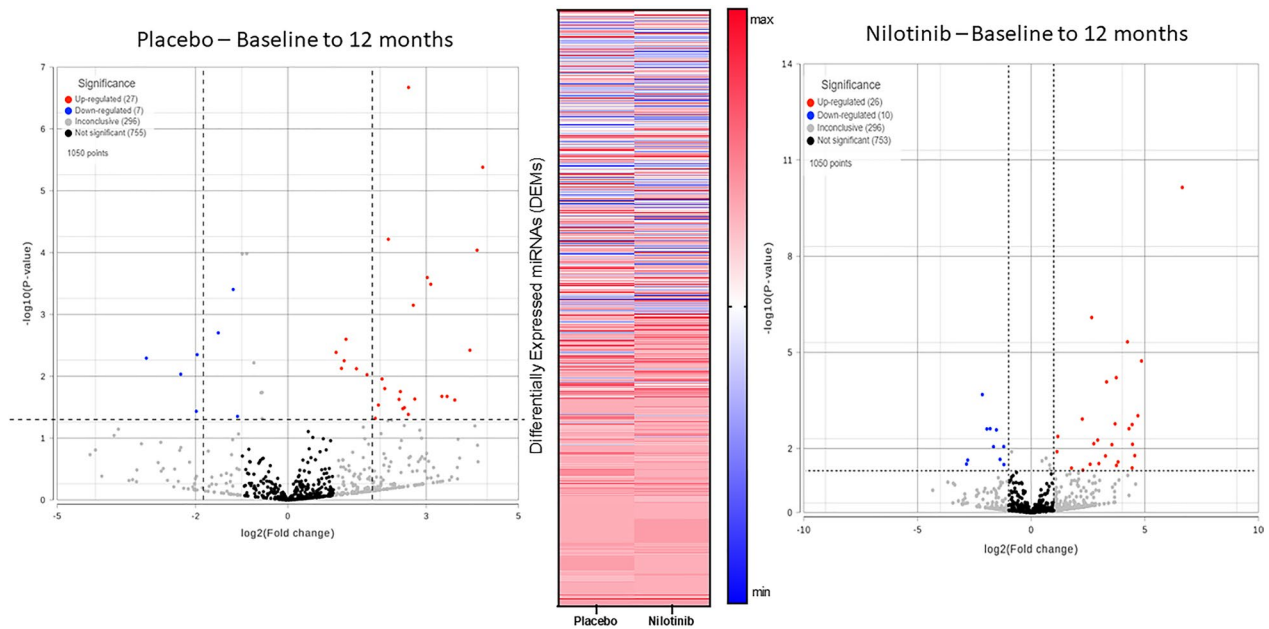 Placebo – Baseline to 12 months
7
6
5
4
3
2
1
0
-log10(P-value)
Significance
Up-regulated (27)
Down-regulated (7)
Inconclusive (296)
Not significant (755)
1050 points
-5
-2
0
3
5
log2(Fold change)
Differentially Expressed miRNAs (DEMs)
Placebo
Nilotinib
max
min
Nilotinib – Baseline to 12 months
14
11
8
5
2
0
-log10(P-value)
Significance
Up-regulated (26)
Down-regulated (10)
Inconclusive (296)
Not significant (753)
1050 points
-10
-5
0
5
10
log2(Fold change)